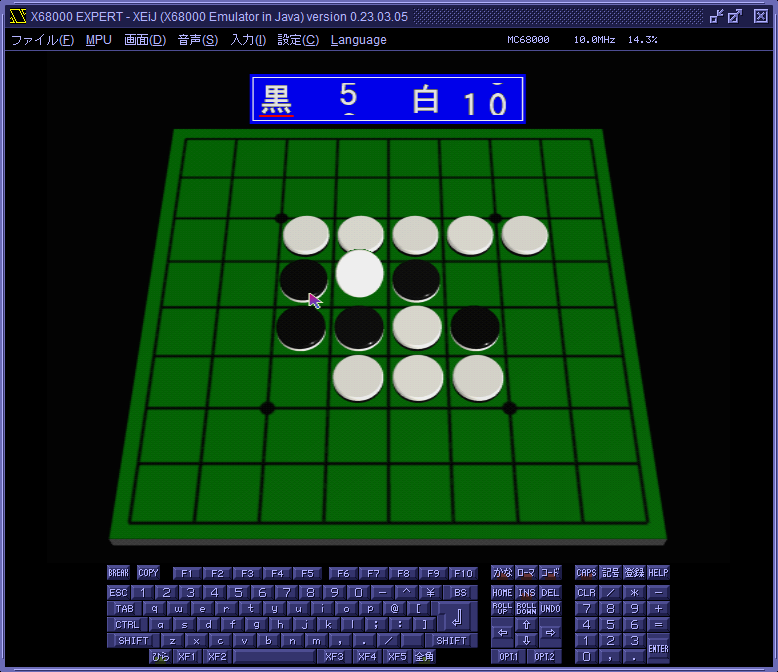 X68000 EXPERT - XEiJ (X68000 Emulator in Java) version 0.23.03.05
ファイル(F) MPU 画面(D) 音声(S) 入力(I) 設定(C) Language MC68000 10.0MHz 14.3%
黒 5 白 10
BREAK COPY F1 F2 F3 F4 F5 F6 F7 F8 F9 F10 かな ローマ コード CAPS 記号 登録 HELP
ESC 1 2 3 4 5 6 7 8 9 0 - ^ ¥ BS HOME INS DEL CLR / * -
TAB q w e r t y u i o p @ [ ROLL UP ROLL DOWN UNDO 7 8 9 +
CTRL a s d f g h j k l ; : ] ← ↑ → 4 5 6 =
SHIFT z x c v b n m , . / SHIFT ↓ 1 2 3 ENTER
ひら XF1 XF2 XF3 XF4 XF5 全角 OPT.1 OPT.2 0 , .